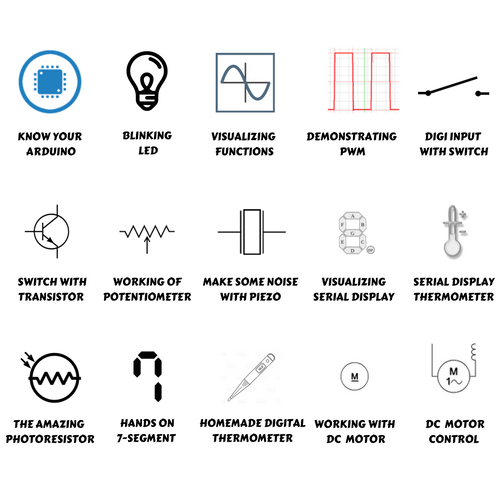 KNOW YOUR
ARDUINO
BLINKING
LED
VISUALIZING
FUNCTIONS
DEMONSTRATING
PWM
DIGI INPUT
WITH SWITCH
SWITCH WITH
TRANSISTOR
WORKING OF
POTENTIOMETER
MAKE SOME NOISE
WITH PIEZO
A
F B
G
E C
D
VISUALIZING
SERIAL DISPLAY
SERIAL DISPLAY
THERMOMETER
THE AMAZING
PHOTORESISTOR
HANDS ON
7-SEGMENT
HOMEMADE DIGITAL
THERMOMETER
M
WORKING WITH
DC MOTOR
M
1~
DC MOTOR
CONTROL